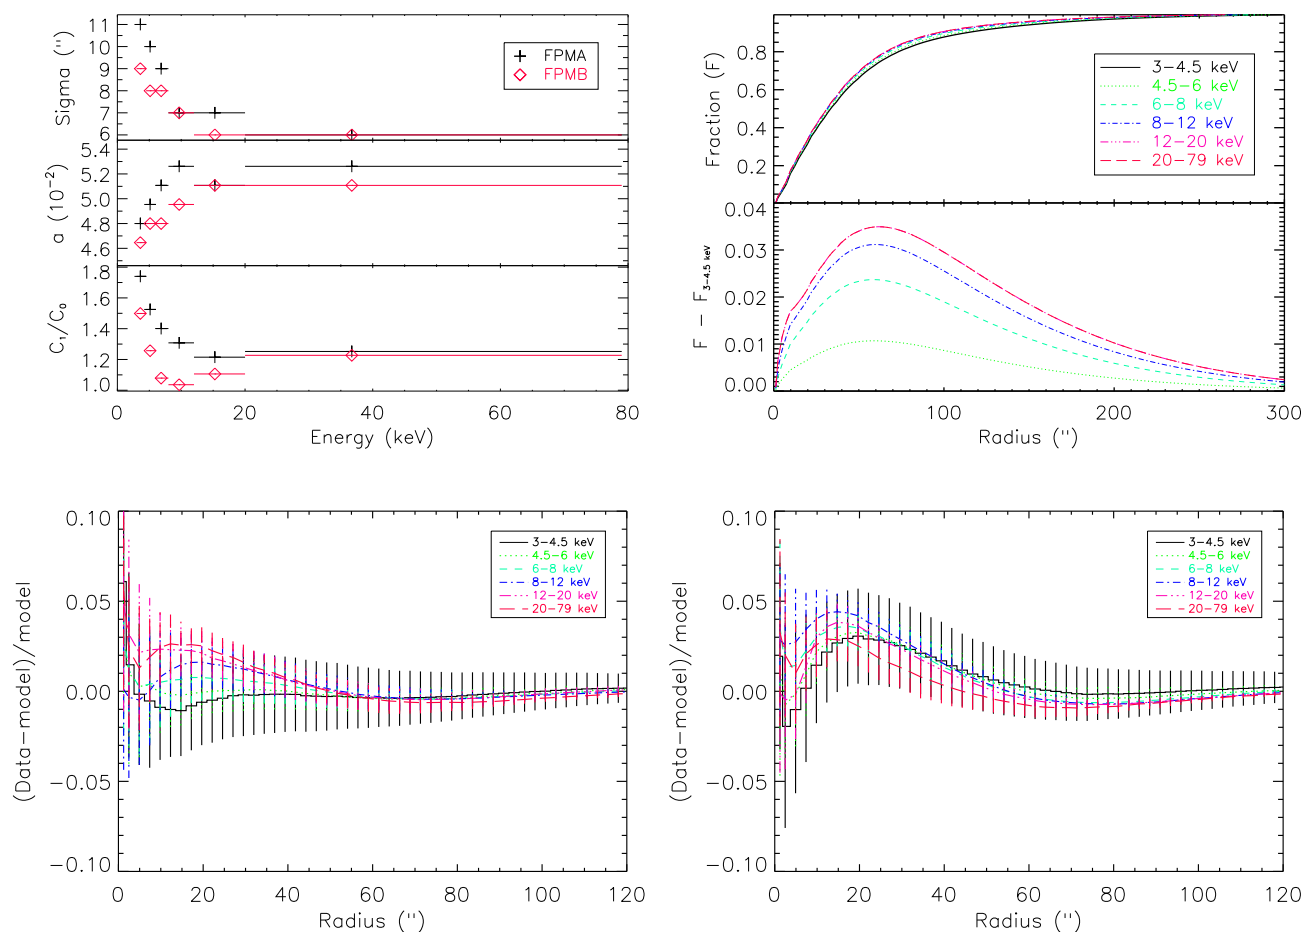 11
10
9
8
7
6
Sigma (")
FPMA
FPMB
5.4
5.2
5.0
4.8
4.6
a (10⁻²)
1.8
1.6
1.4
1.2
1.0
C₁/C₀
0 20 40 60 80
Energy (keV)
0.8
0.6
0.4
0.2
Fraction (F)
3−4.5 keV
4.5−6 keV
6−8 keV
8−12 keV
12−20 keV
20−79 keV
0.04
0.03
0.02
0.01
0.00
F − F3−4.5 keV
0 100 200 300
Radius (")
0.10
0.05
0.00
−0.05
−0.10
(Data−model)/model
3−4.5 keV
4.5−6 keV
6−8 keV
8−12 keV
12−20 keV
20−79 keV
0 20 40 60 80 100 120
Radius (")
0.10
0.05
0.00
−0.05
−0.10
(Data−model)/model
3−4.5 keV
4.5−6 keV
6−8 keV
8−12 keV
12−20 keV
20−79 keV
0 20 40 60 80 100 120
Radius (")